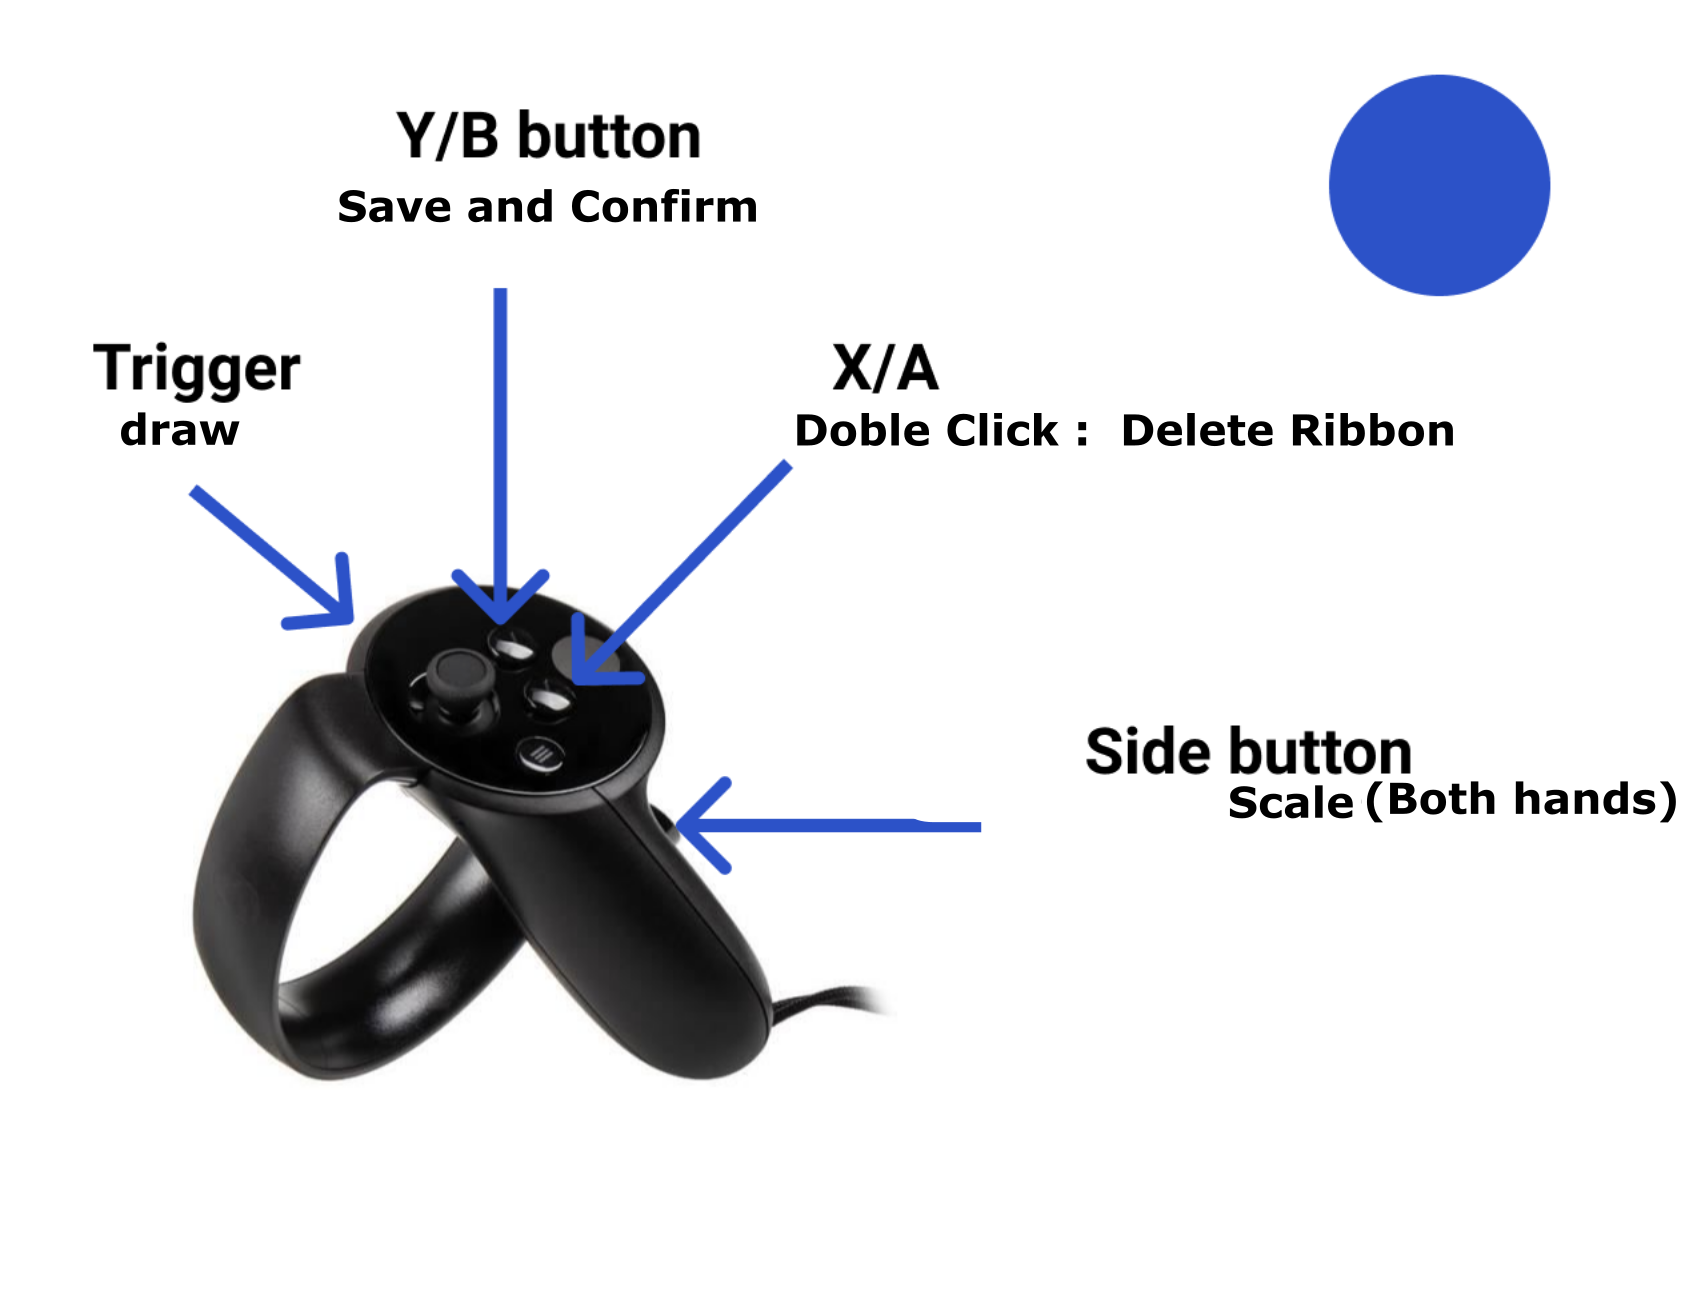 Y/B button
Save and Confirm
Trigger
draw
X/A
Doble Click :  Delete Ribbon
Side button
Scale (Both hands)